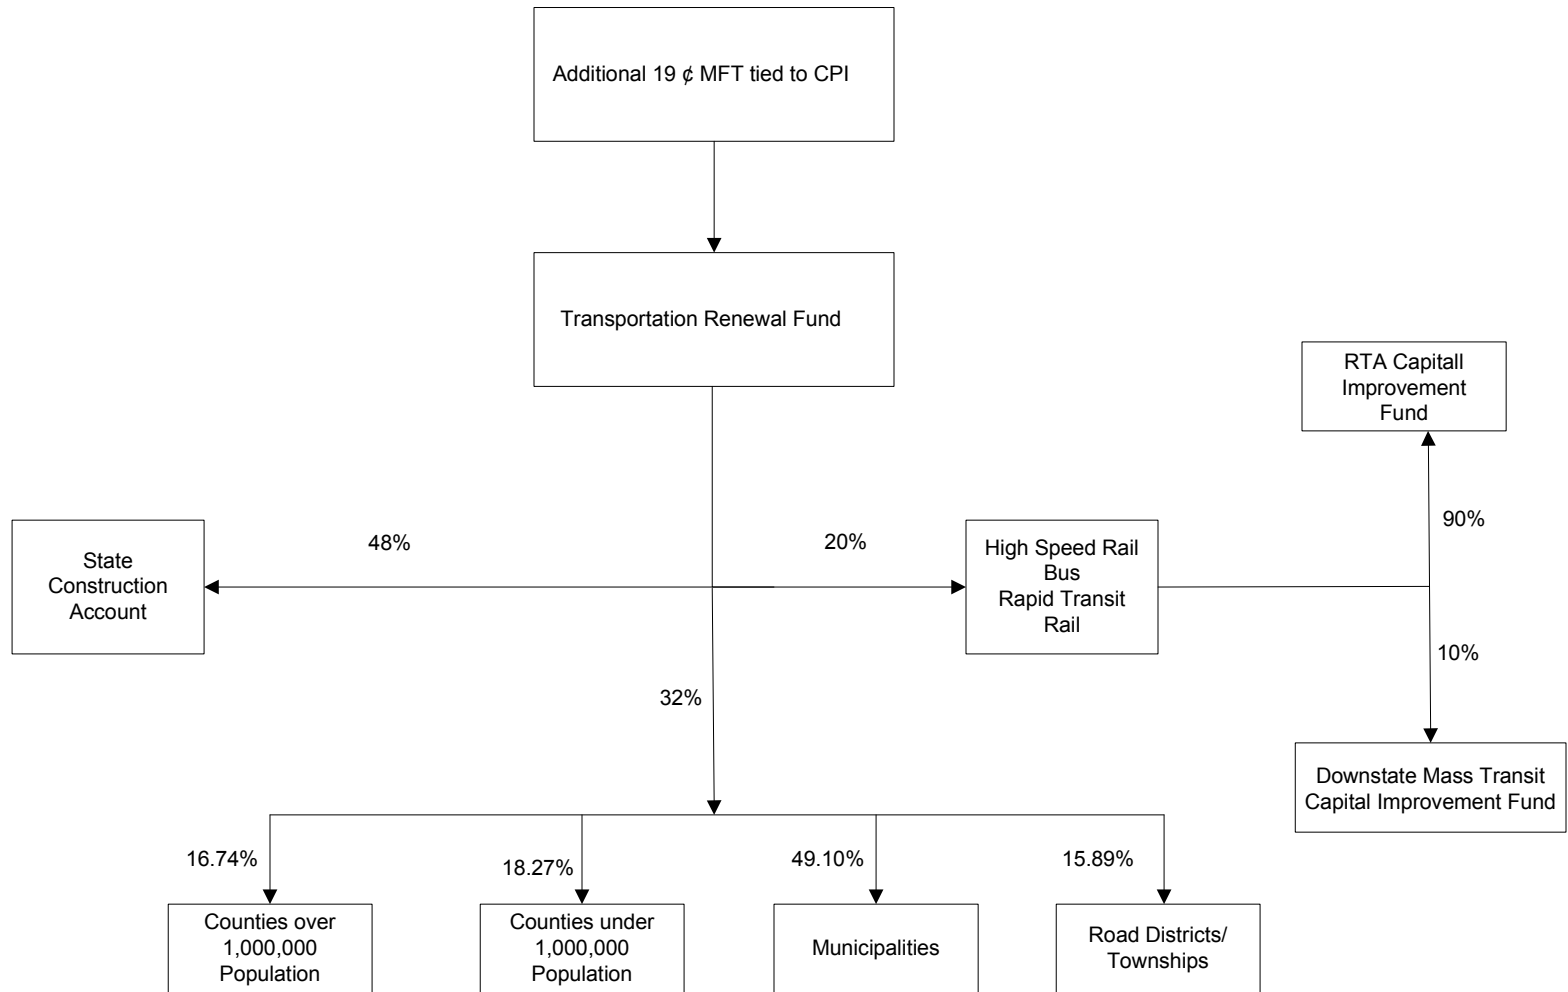 Additional 19 ¢ MFT tied to CPI
Transportation Renewal Fund
RTA Capitall
Improvement
Fund
90%
48%
20%
State
Construction
Account
High Speed Rail
Bus
Rapid Transit
Rail
10%
32%
Downstate Mass Transit
Capital Improvement Fund
16.74%
18.27%
49.10%
15.89%
Counties over
1,000,000
Population
Counties under
1,000,000
Population
Municipalities
Road Districts/
Townships